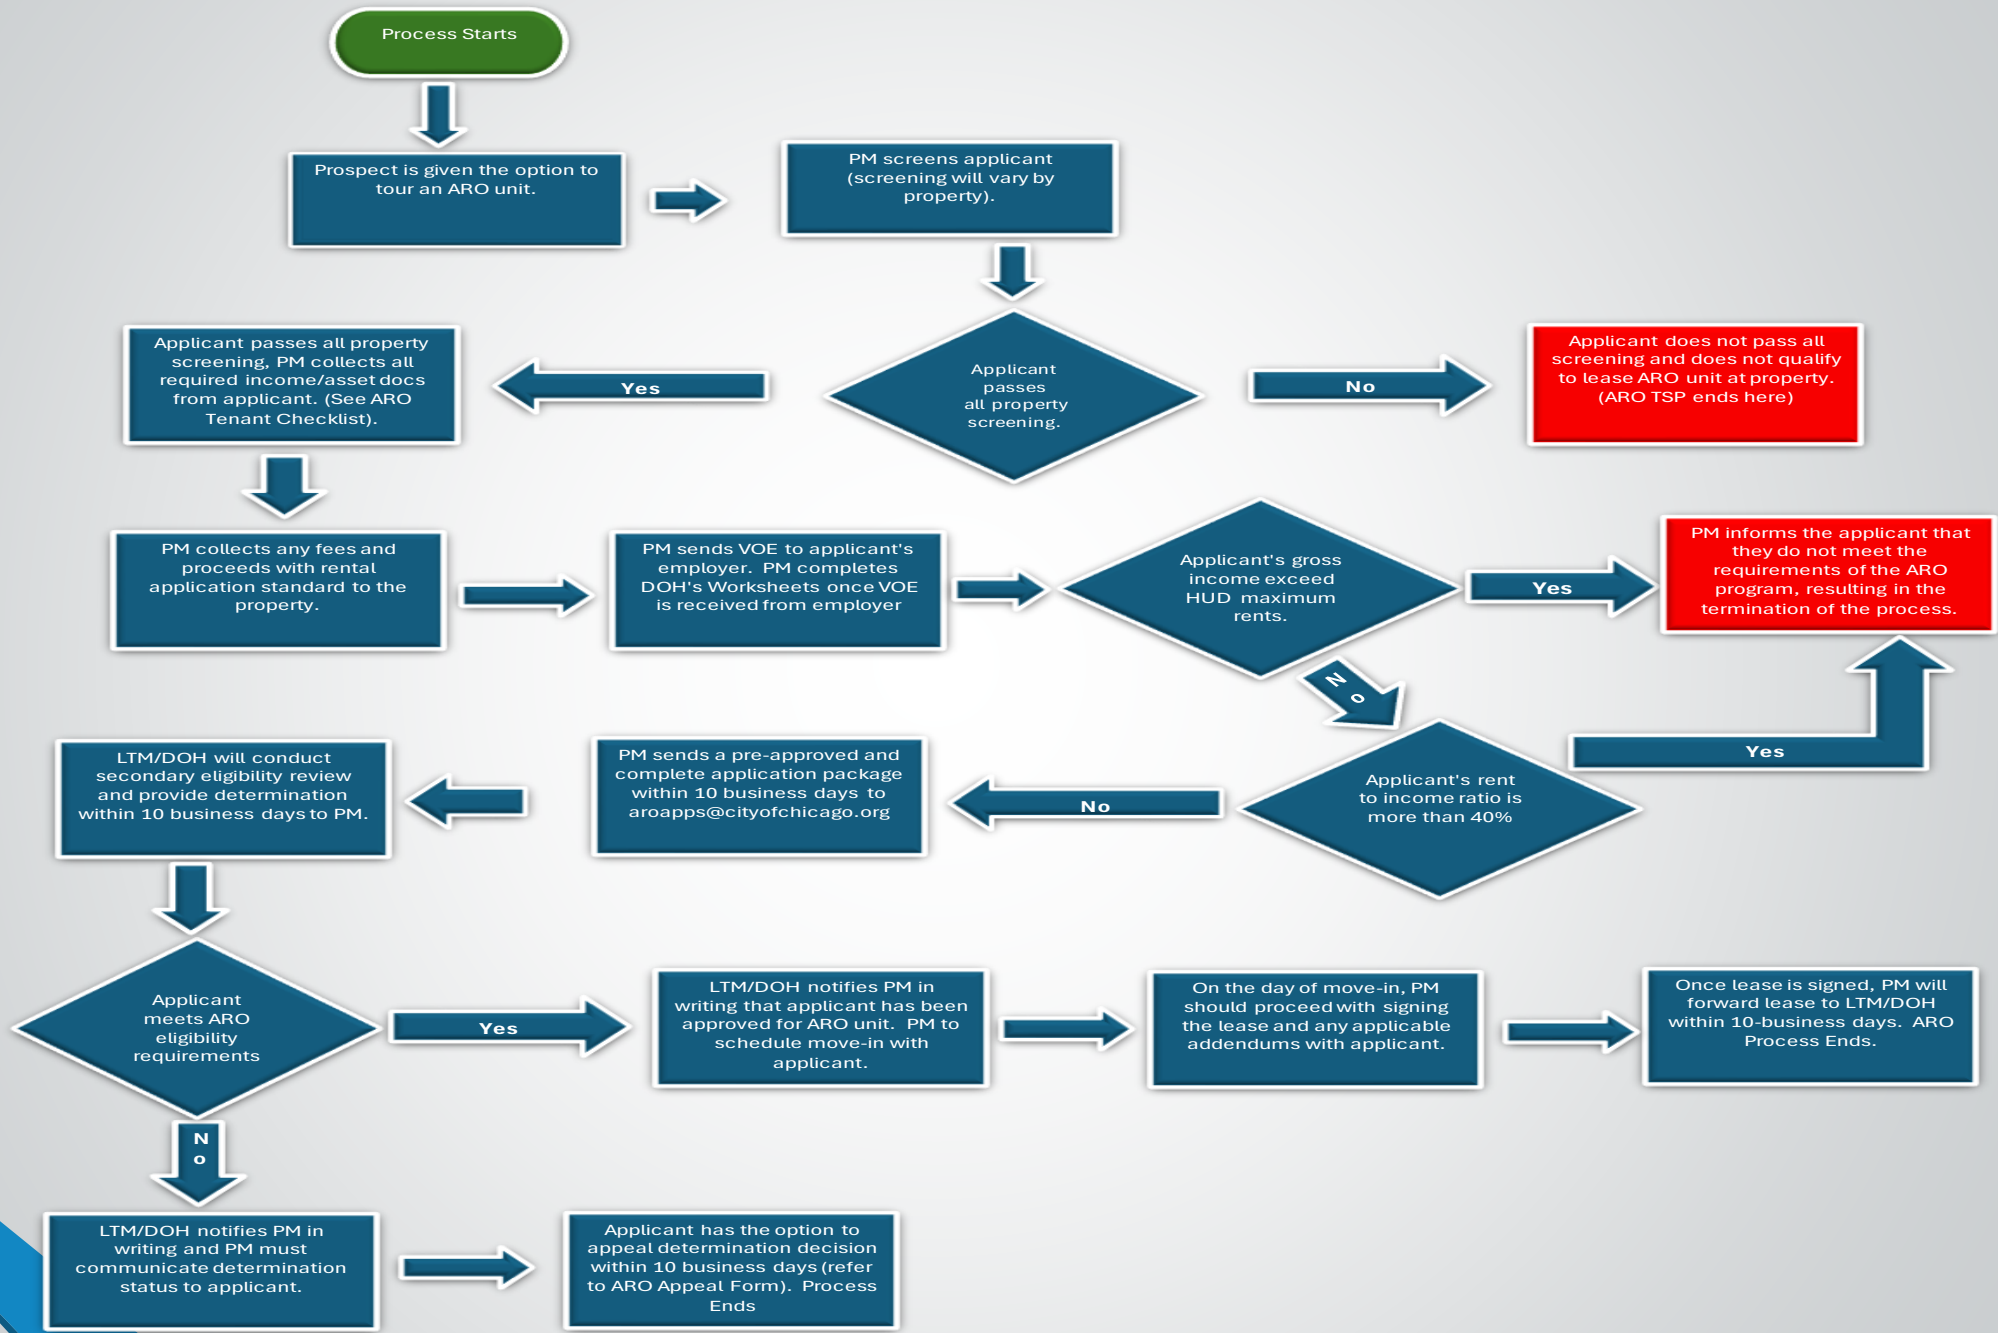 Process Starts
Prospect is given the option to
tour an ARO unit.
PM screens applicant
(screening will vary by
property).
Applicant
passes
all property
screening.
Yes
No
Applicant passes all property
screening, PM collects all
required income/asset docs
from applicant. (See ARO
Tenant Checklist).
Applicant does not pass all
screening and does not qualify
to lease ARO unit at property.
(ARO TSP ends here)
PM collects any fees and
proceeds with rental
application standard to the
property.
PM sends VOE to applicant's
employer. PM completes
DOH's Worksheets once VOE
is received from employer
Applicant's gross
income exceed
HUD maximum
rents.
Yes
PM informs the applicant that
they do not meet the
requirements of the ARO
program, resulting in the
termination of the process.
No
Applicant's rent
to income ratio is
more than 40%
Yes
No
PM sends a pre-approved and
complete application package
within 10 business days to
aroapps@cityofchicago.org
LTM/DOH will conduct
secondary eligibility review
and provide determination
within 10 business days to PM.
Applicant
meets ARO
eligibility
requirements
Yes
LTM/DOH notifies PM in
writing that applicant has been
approved for ARO unit. PM to
schedule move-in with
applicant.
On the day of move-in, PM
should proceed with signing
the lease and any applicable
addendums with applicant.
Once lease is signed, PM will
forward lease to LTM/DOH
within 10-business days. ARO
Process Ends.
No
LTM/DOH notifies PM in
writing and PM must
communicate determination
status to applicant.
Applicant has the option to
appeal determination decision
within 10 business days (refer
to ARO Appeal Form). Process
Ends